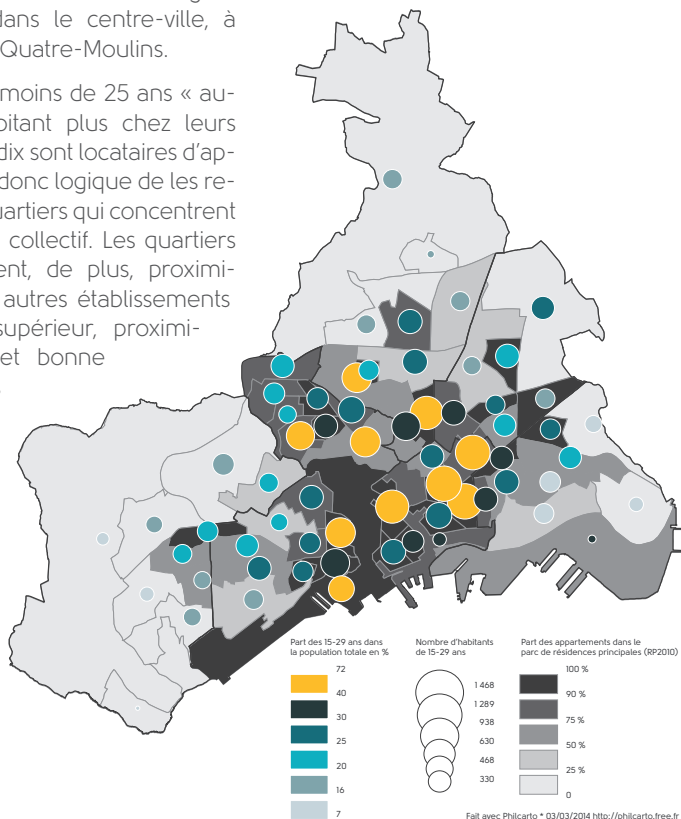 dans le centre-ville, à
Quatre-Moulins.
moins de 25 ans « au-
bitant plus chez leurs
dix sont locataires d'ap-
donc logique de les re-
uartiers qui concentrent
collectif. Les quartiers
ent, de plus, proximi-
autres établissements
supérieur, proximi-
et bonne
Part des 15-29 ans dans
la population totale en %
72
40
30
25
20
16
7
Nombre d'habitants
de 15-29 ans
1 468
1 289
938
630
468
330
Part des appartements dans le
parc de résidences principales (RP2010)
100 %
90 %
75 %
50 %
25 %
0
Fait avec Philcarto * 03/03/2014 http://philcarto.free.fr